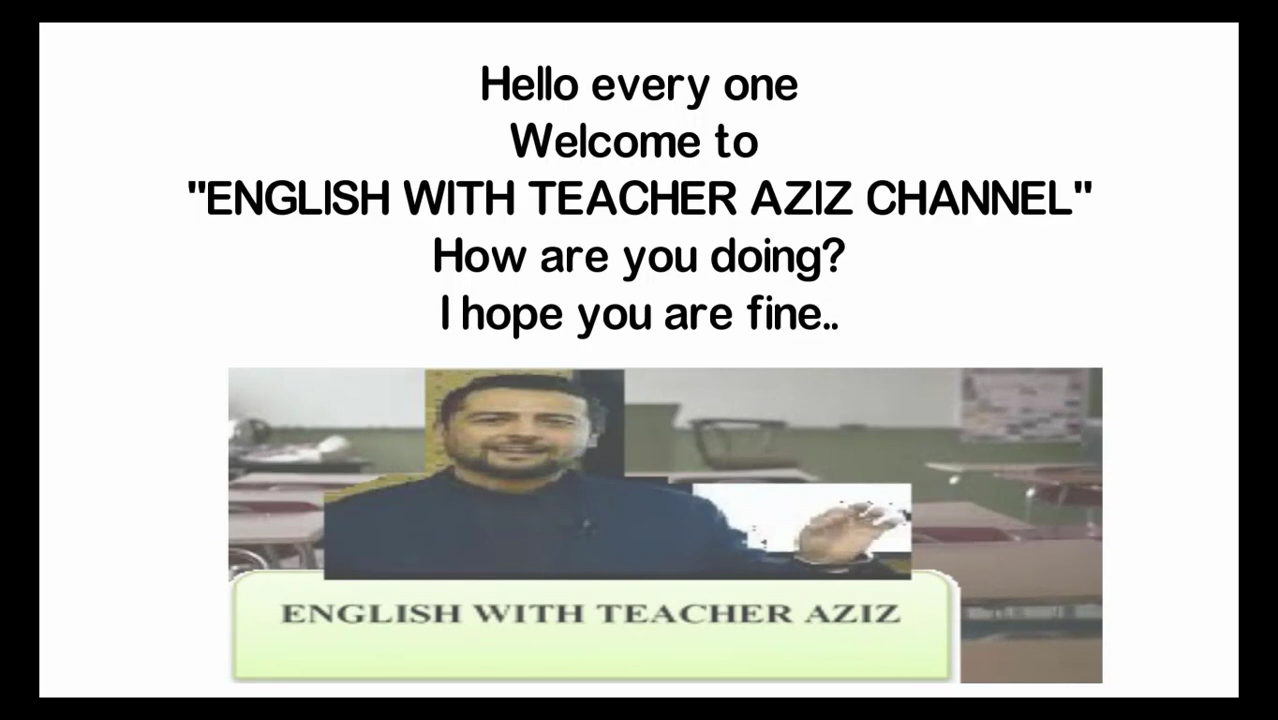 Hello every one
Welcome to
"ENGLISH WITH TEACHER AZIZ CHANNEL"
How are you doing?
I hope you are fine..
ENGLISH WITH TEACHER AZIZ